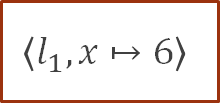 ⟨l₁, x ↦ 6⟩